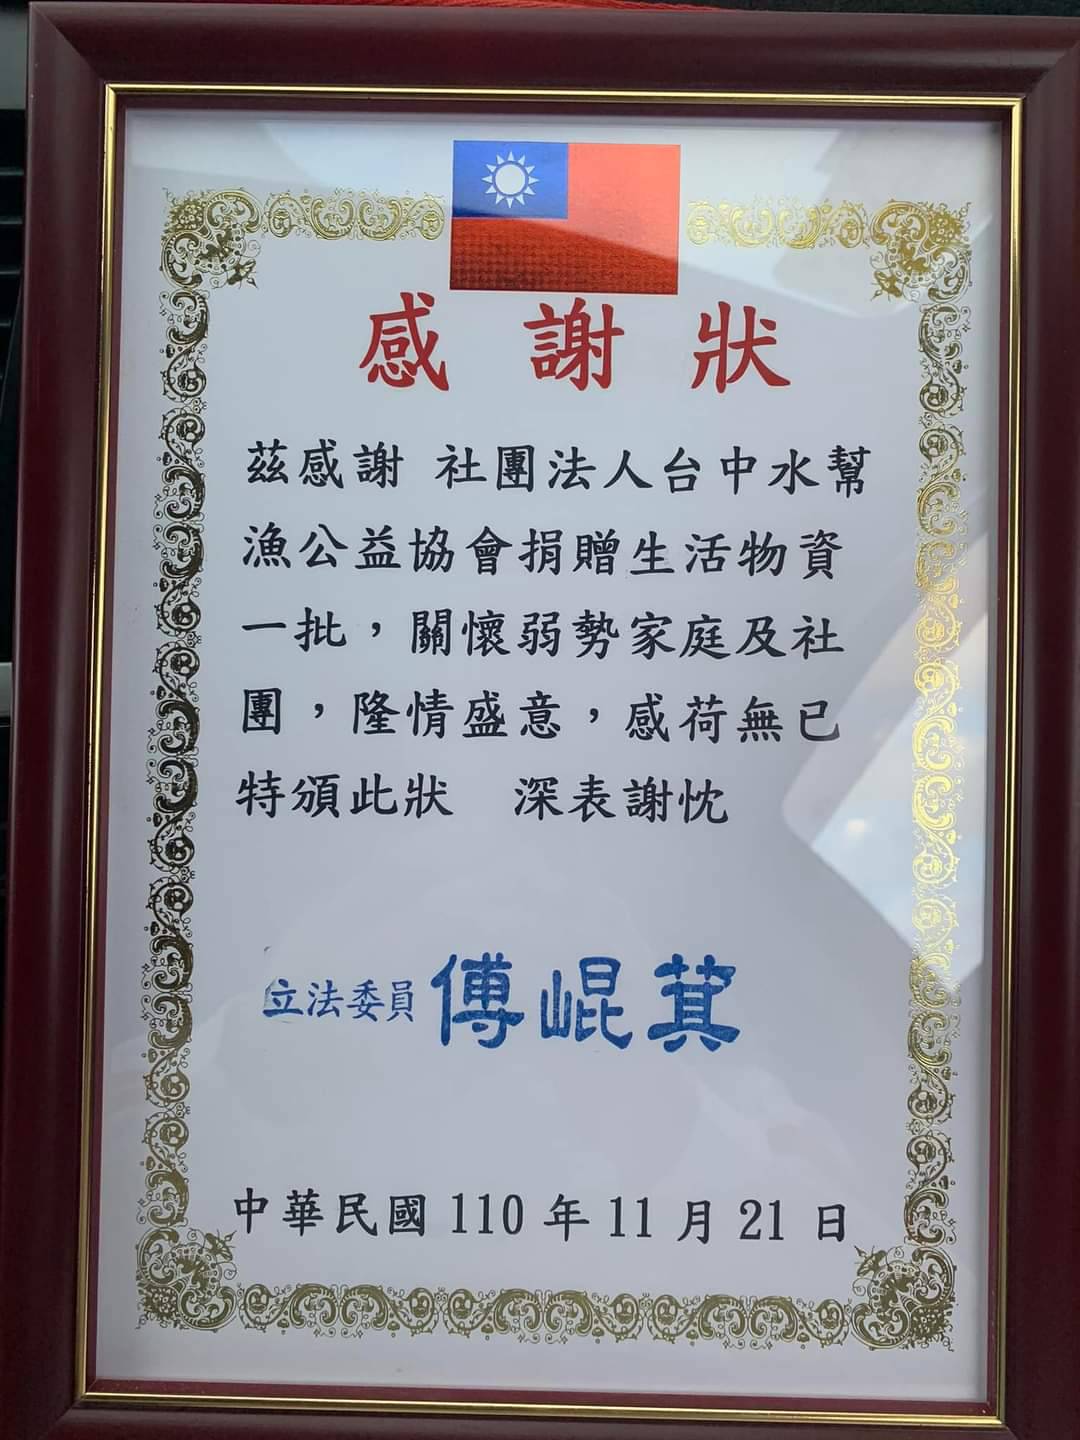 感謝狀
茲感謝 社團法人台中水幫
漁公益協會捐贈生活物資
一批，關懷弱勢家庭及社
團，隆情盛意，感荷無已
特頒此狀 深表謝忱
立法委員 傅崐萁
中華民國 110 年 11 月 21 日